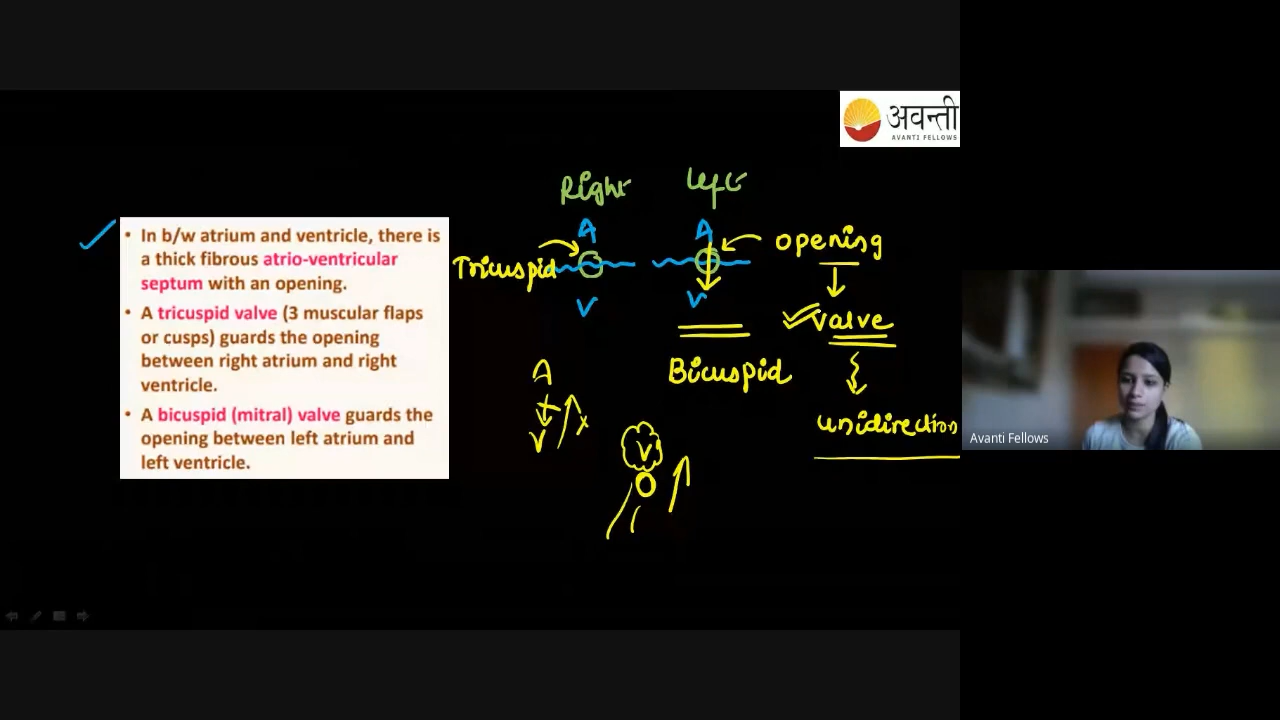 अवन्ती
AVANTI FELLOWS
Right Left
A A
Opening
Tricuspid
V V
Valve
Bicuspid
unidirection
A
V
V
• In b/w atrium and ventricle, there is
a thick fibrous atrio-ventricular
septum with an opening.
• A tricuspid valve (3 muscular flaps
or cusps) guards the opening
between right atrium and right
ventricle.
• A bicuspid (mitral) valve guards the
opening between left atrium and
left ventricle.
Avanti Fellows